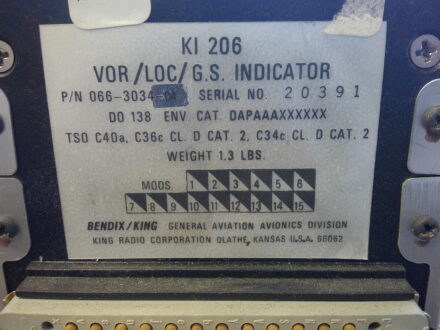 KI 206
VOR/LOC/G.S. INDICATOR
P/N 066-3034-04 SERIAL NO. 20391
DO 138 ENV CAT. DAPAAAXXXXXX
TSO C40a, C36c CL. D CAT. 2, C34c CL. D CAT. 2
WEIGHT 1.3 LBS.
MODS 1 2 3 4 5 6
7 8 9 10 11 12 13 14 15
BENDIX/KING GENERAL AVIATION AVIONICS DIVISION
KING RADIO CORPORATION OLATHE, KANSAS U.S.A. 66062